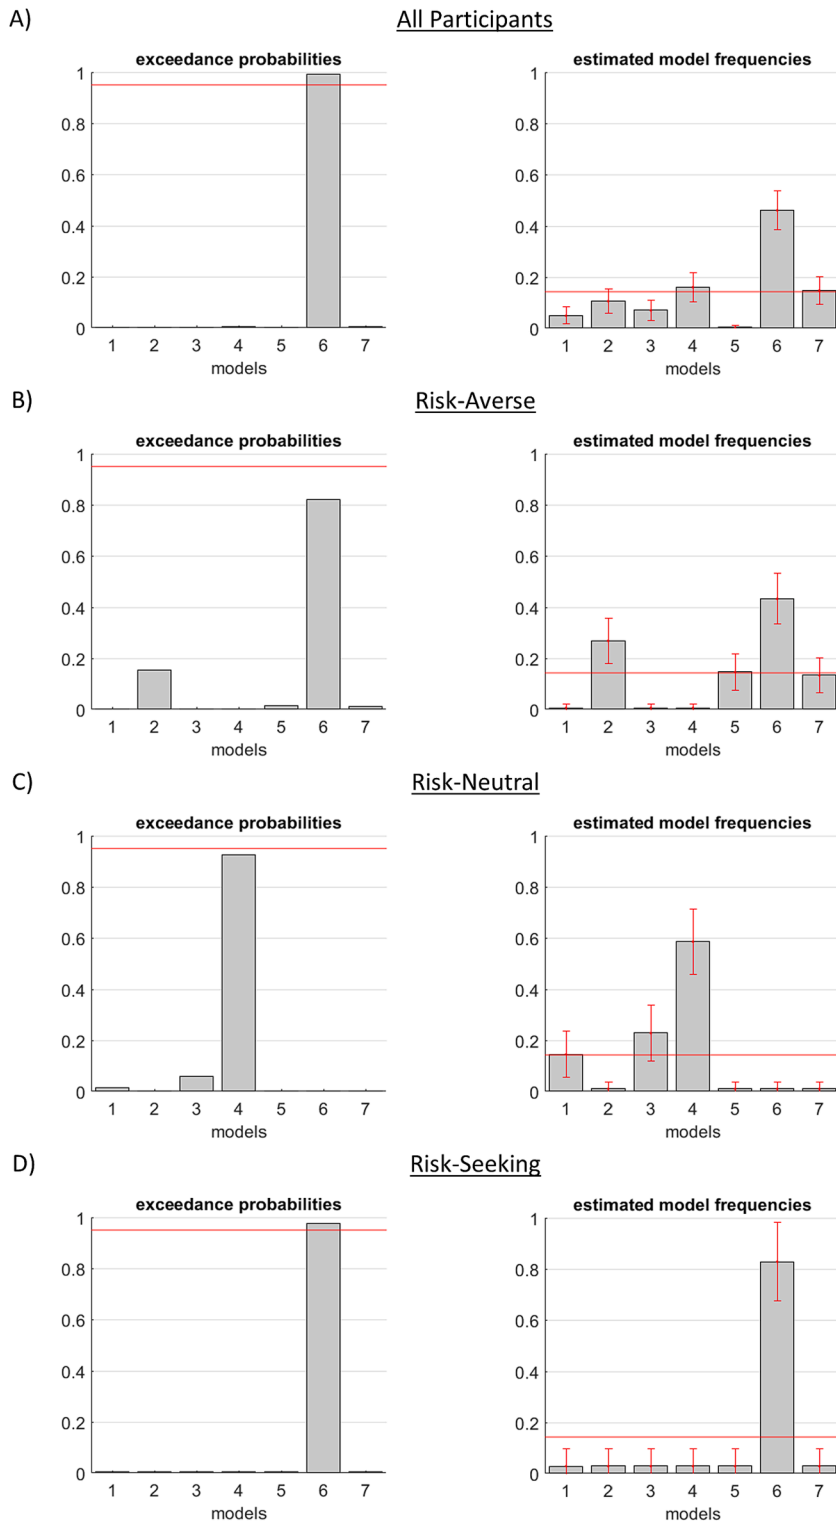 A)
All Participants
exceedance probabilities
1
0.8
0.6
0.4
0.2
0
1 2 3 4 5 6 7
models
estimated model frequencies
1
0.8
0.6
0.4
0.2
0
1 2 3 4 5 6 7
models
B)
Risk-Averse
exceedance probabilities
1
0.8
0.6
0.4
0.2
0
1 2 3 4 5 6 7
models
estimated model frequencies
1
0.8
0.6
0.4
0.2
0
1 2 3 4 5 6 7
models
C)
Risk-Neutral
exceedance probabilities
1
0.8
0.6
0.4
0.2
0
1 2 3 4 5 6 7
models
estimated model frequencies
1
0.8
0.6
0.4
0.2
0
1 2 3 4 5 6 7
models
D)
Risk-Seeking
exceedance probabilities
1
0.8
0.6
0.4
0.2
0
1 2 3 4 5 6 7
models
estimated model frequencies
1
0.8
0.6
0.4
0.2
0
1 2 3 4 5 6 7
models